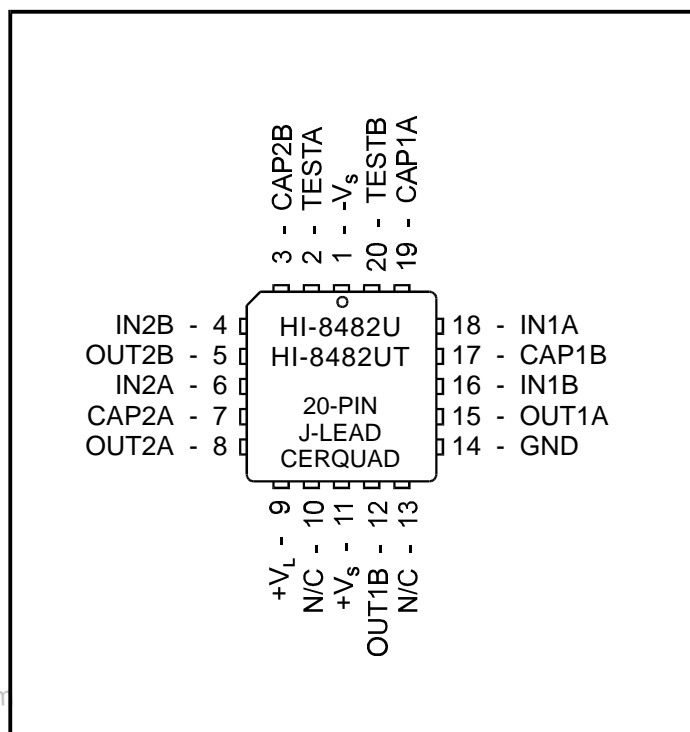 3 - CAP2B
2 - TESTA
1 - -VS
20 - TESTB
19 - CAP1A
IN2B - 4
OUT2B - 5
IN2A - 6
CAP2A - 7
OUT2A - 8
HI-8482U
HI-8482UT
20-PIN
J-LEAD
CERQUAD
18 - IN1A
17 - CAP1B
16 - IN1B
15 - OUT1A
14 - GND
+VL - 9
N/C - 10
+VS - 11
OUT1B - 12
N/C - 13